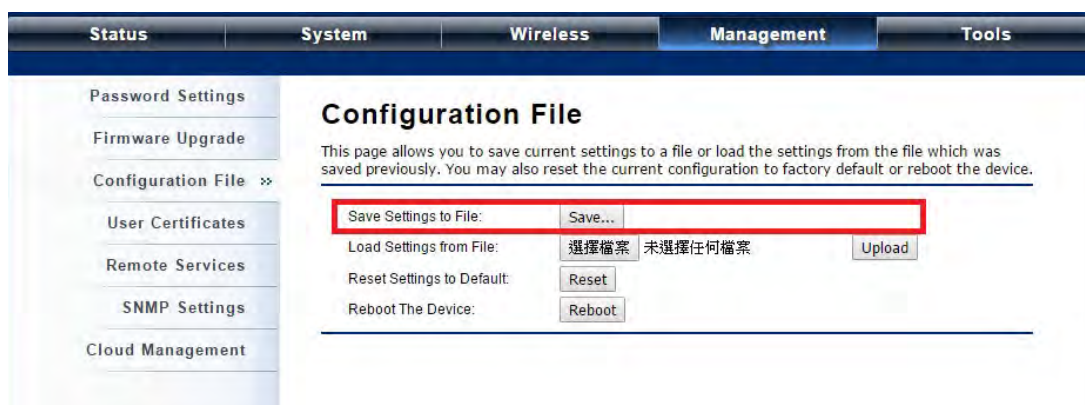 Status System Wireless Management Tools
Password Settings
Firmware Upgrade
Configuration File »
User Certificates
Remote Services
SNMP Settings
Cloud Management
Configuration File
This page allows you to save current settings to a file or load the settings from the file which was
saved previously. You may also reset the current configuration to factory default or reboot the device.
Save Settings to File: Save...
Load Settings from File: 選擇檔案 未選擇任何檔案 Upload
Reset Settings to Default: Reset
Reboot The Device: Reboot